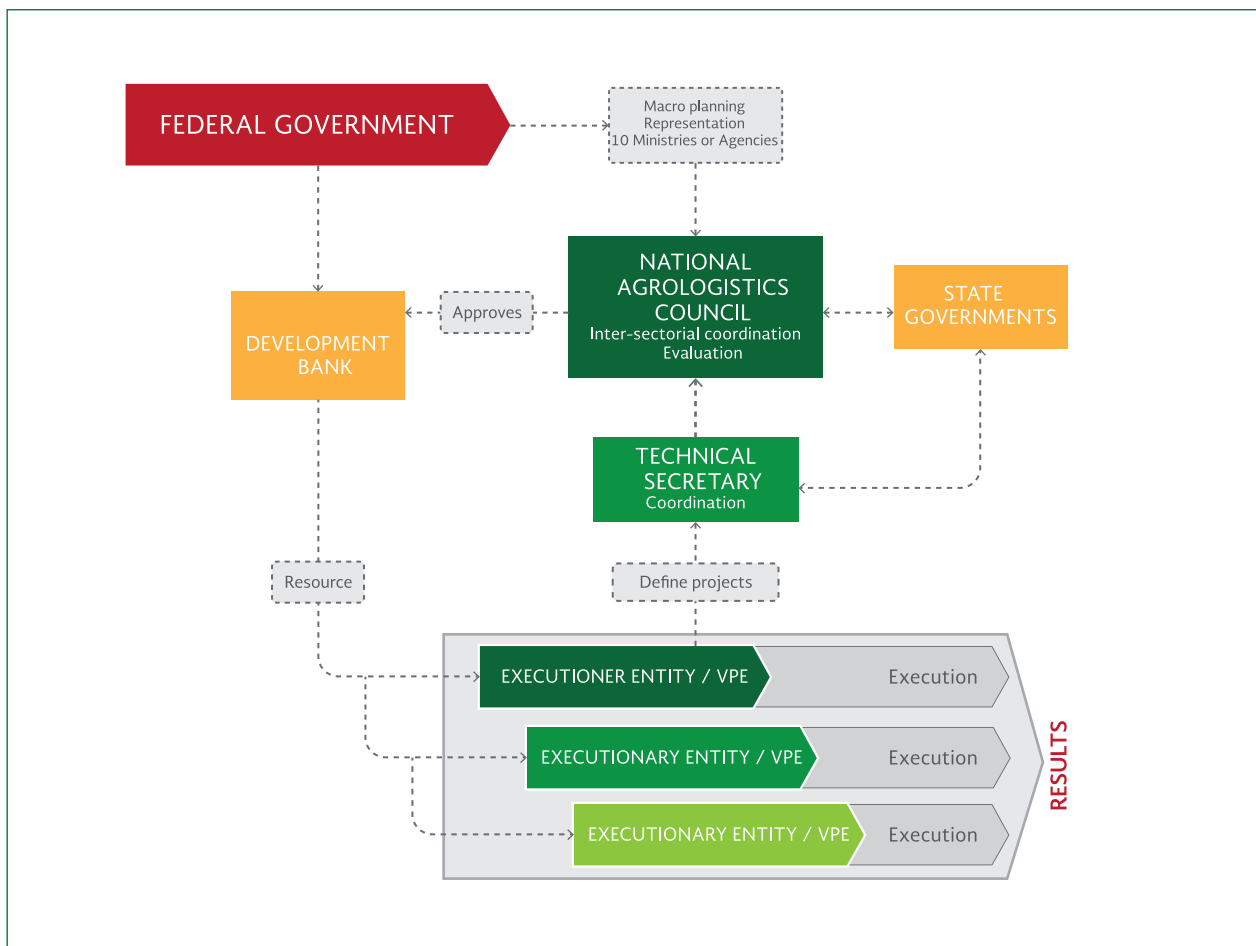 FEDERAL GOVERNMENT
Macro planning
Representation
10 Ministries or Agencies
NATIONAL
AGROLOGISTICS
COUNCIL
Inter-sectorial coordination
Evaluation
STATE
GOVERNMENTS
Approves
DEVELOPMENT
BANK
TECHNICAL
SECRETARY
Coordination
Resource
Define projects
EXECUTIONER ENTITY / VPE
Execution
EXECUTIONARY ENTITY / VPE
Execution
EXECUTIONARY ENTITY / VPE
Execution
RESULTS